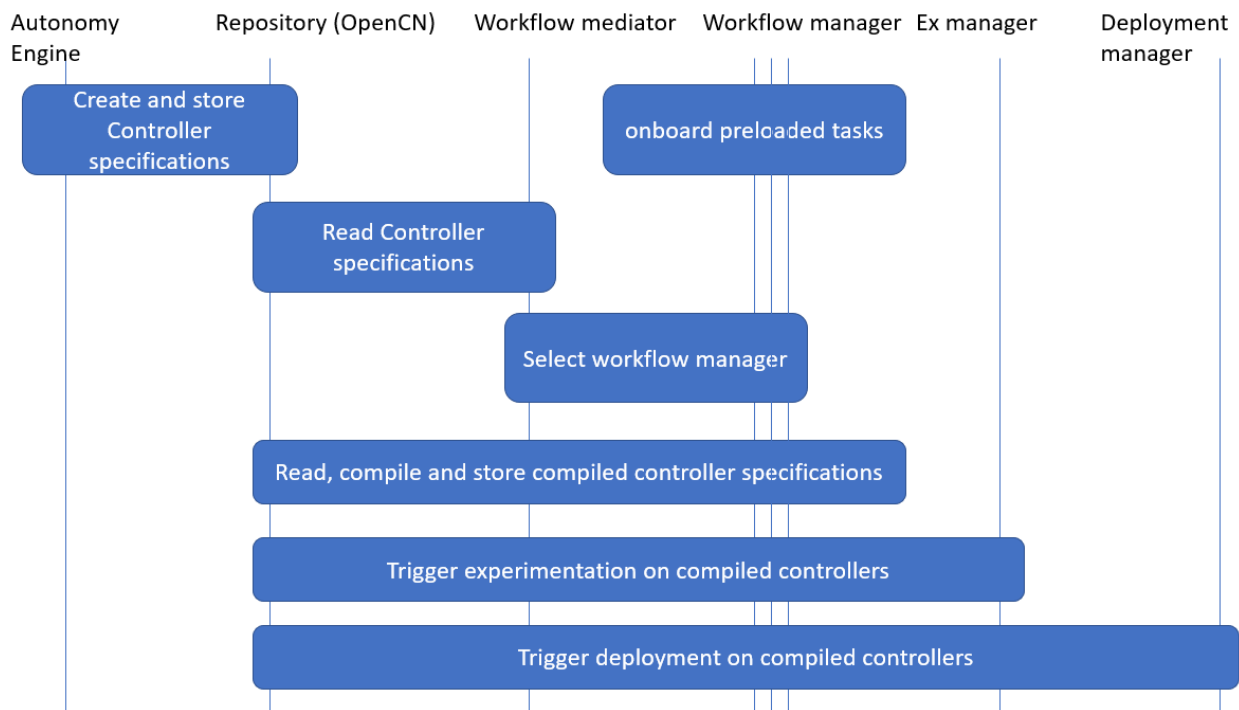 Autonomy
Engine
Repository (OpenCN)
Workflow mediator
Workflow manager
Ex manager
Deployment
manager
Create and store
Controller
specifications
onboard preloaded tasks
Read Controller
specifications
Select workflow manager
Read, compile and store compiled controller specifications
Trigger experimentation on compiled controllers
Trigger deployment on compiled controllers